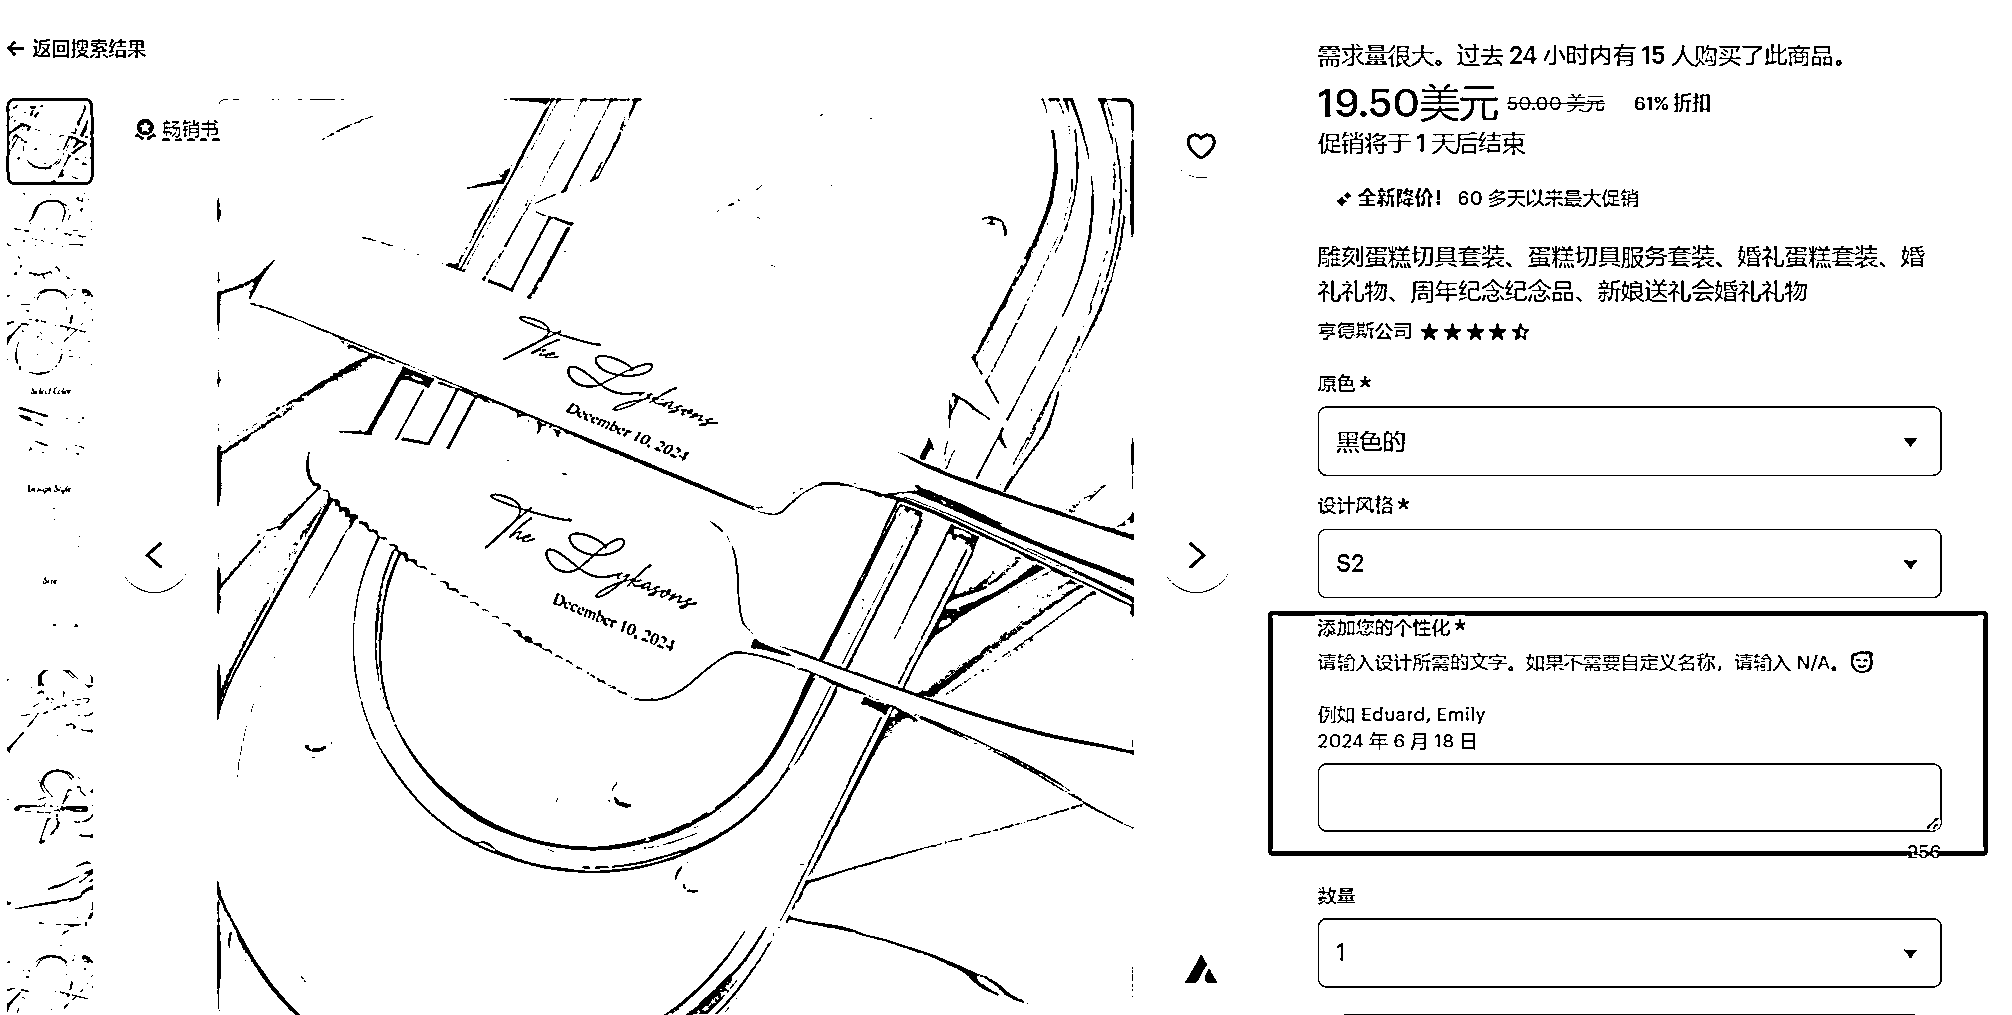 返回搜索结果
畅销书
Select Color
Design Style
The Lykasons
December 10, 2024
The Lykasons
December 10, 2024
需求量很大。过去 24 小时内有 15 人购买了此商品。
19.50美元 50.00 美元 61% 折扣
促销将于 1 天后结束
全新降价! 60 多天以来最大促销
雕刻蛋糕切具套装、蛋糕切具服务套装、婚礼蛋糕套装、婚
礼礼物、周年纪念纪念品、新娘送礼会婚礼礼物
亨德斯公司 ★★★★⯪
原色 *
黑色的
设计风格 *
S2
添加您的个性化 *
请输入设计所需的文字。如果不需要自定义名称，请输入 N/A。
例如 Eduard, Emily
2024 年 6 月 18 日
256
数量
1